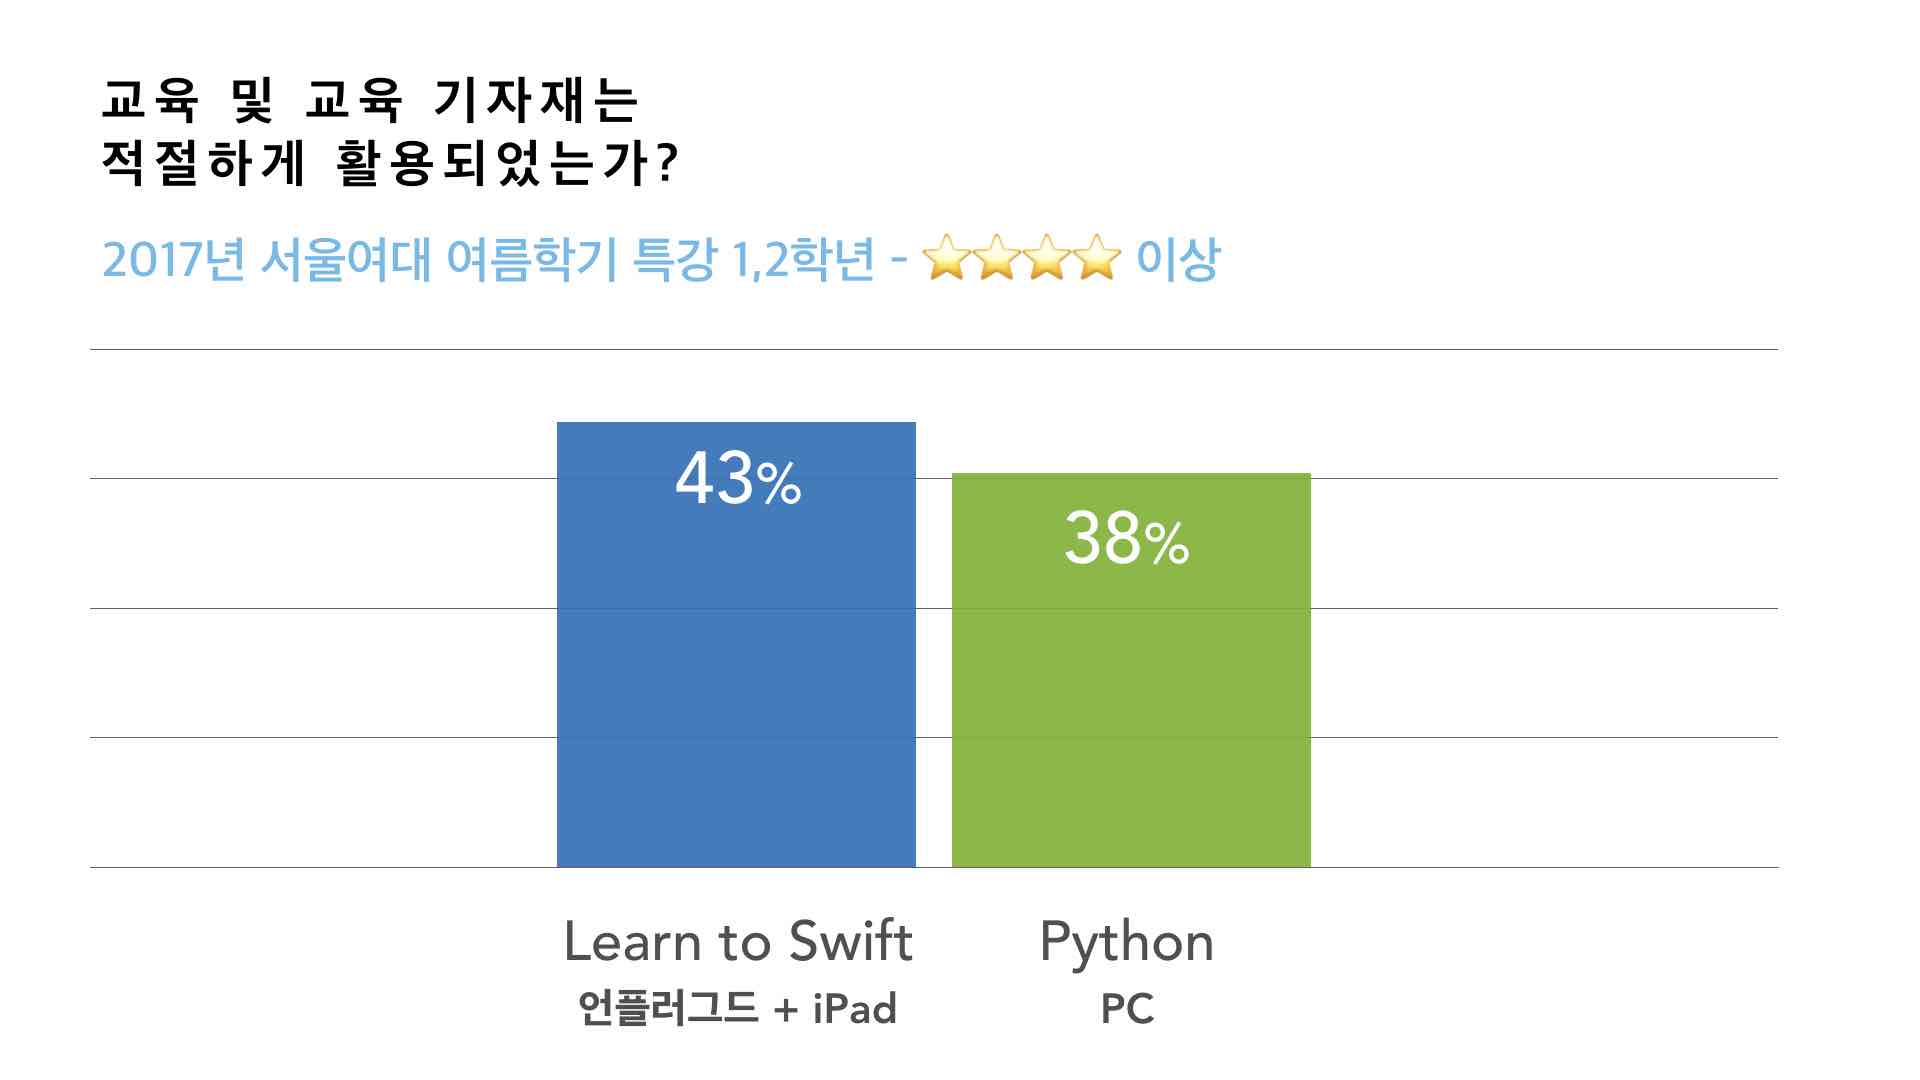 교육 및 교육 기자재는
적절하게 활용되었는가?
2017년 서울여대 여름학기 특강 1,2학년 - ⭐⭐⭐⭐ 이상
43%
38%
Learn to Swift
언플러그드 + iPad
Python
PC